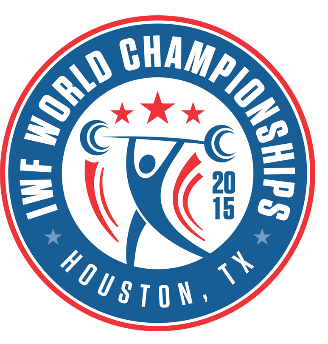 IWF WORLD CHAMPIONSHIPS
20
15
HOUSTON, TX